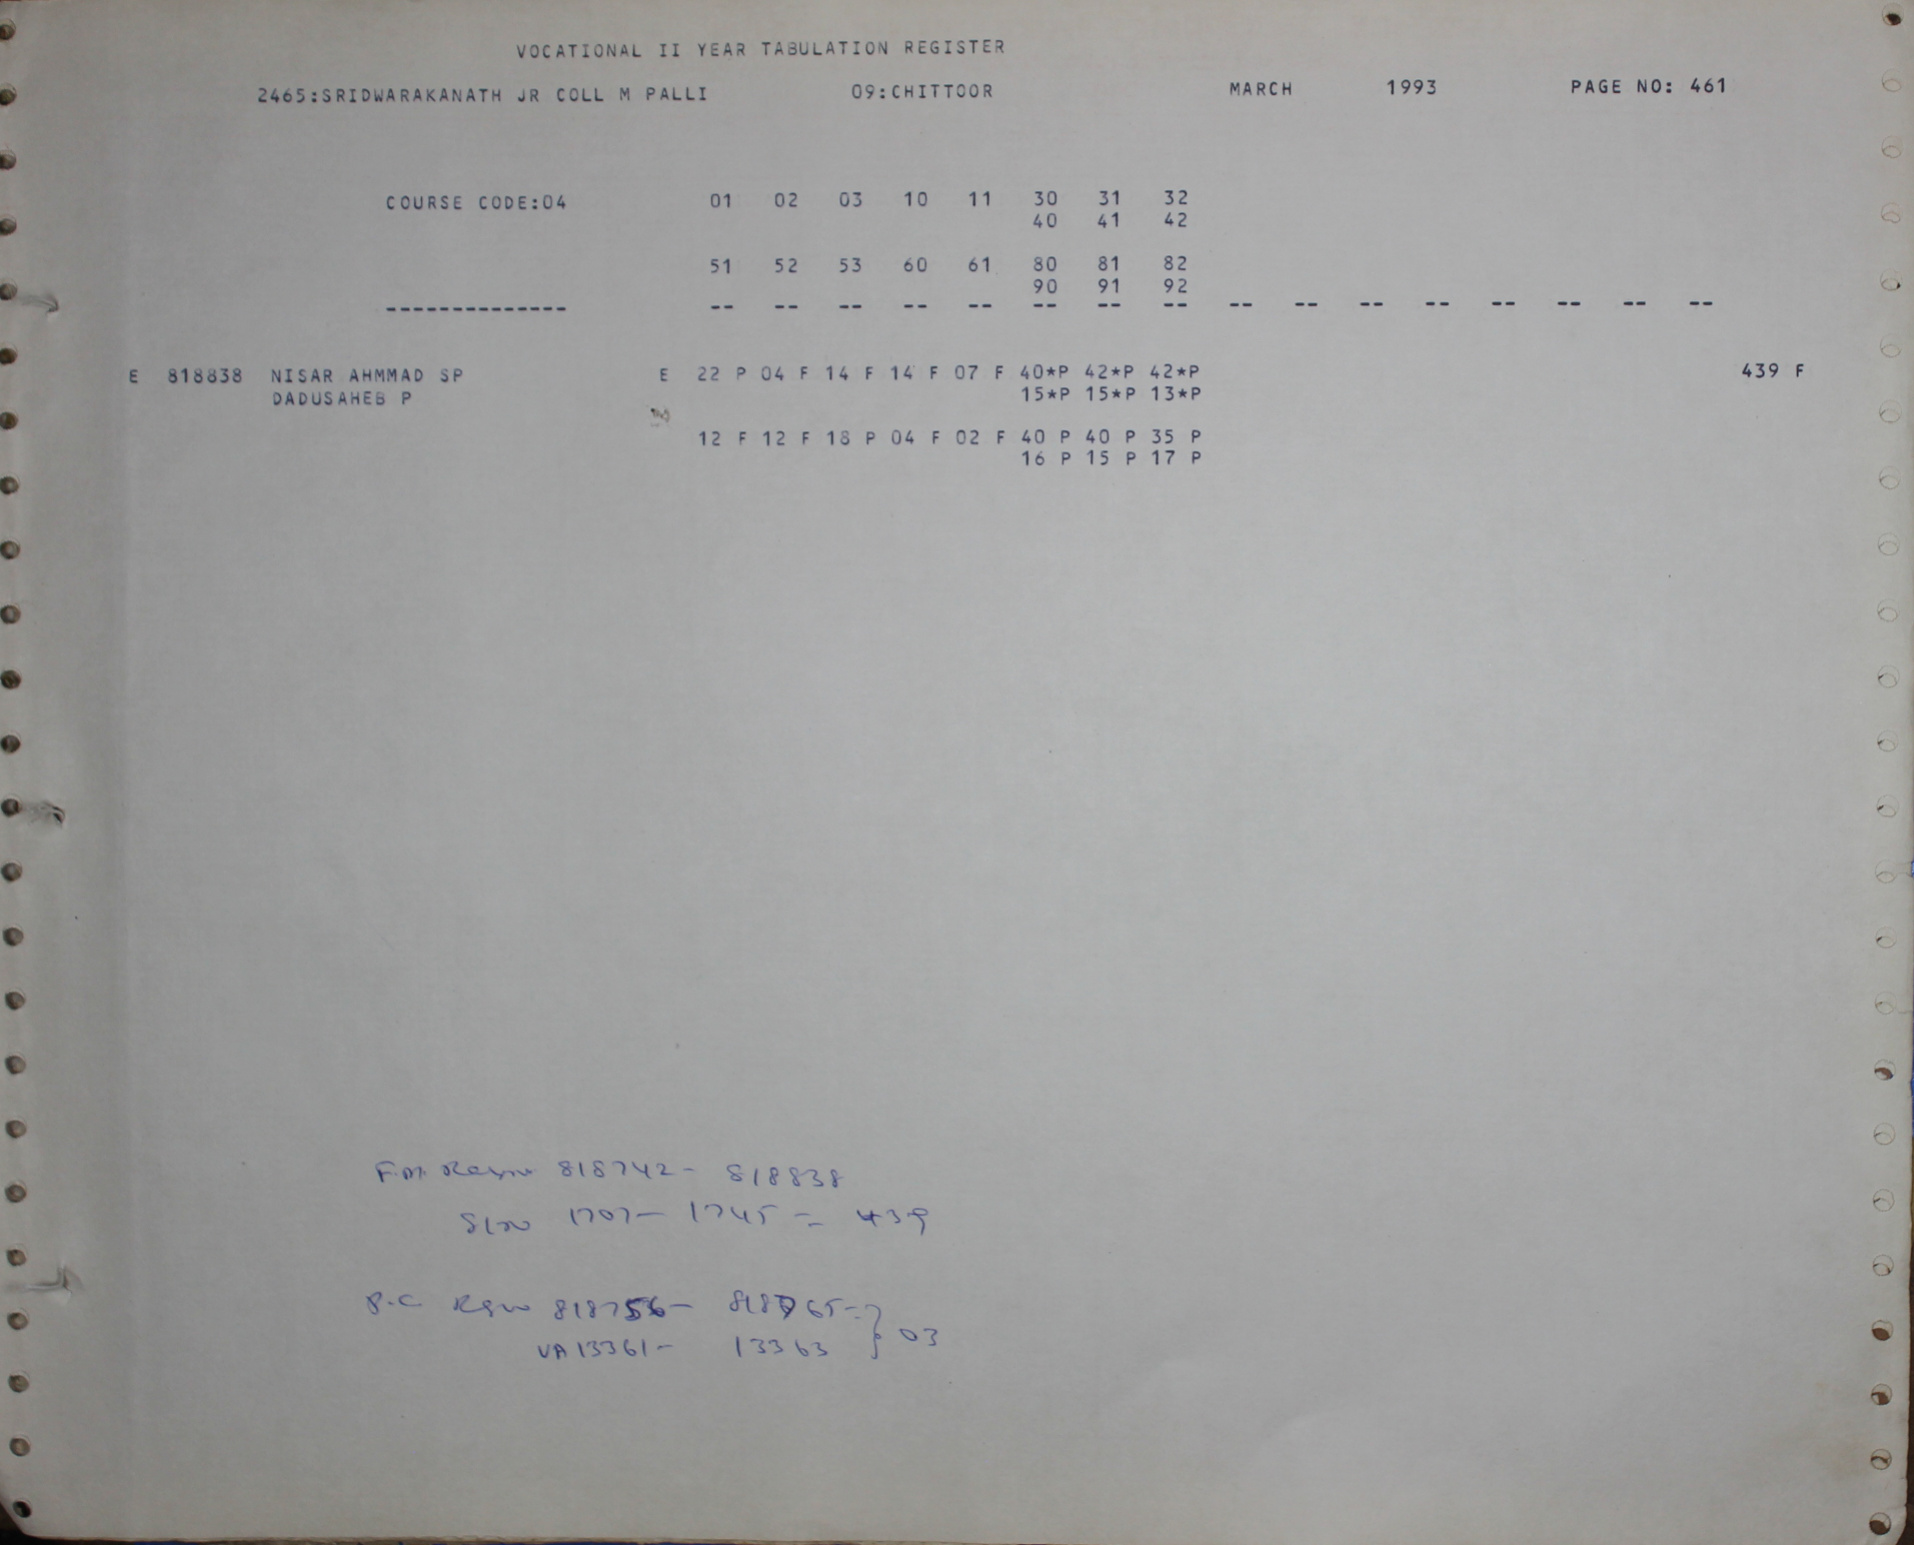 VOCATIONAL II YEAR TABULATION REGISTER
2465:SRIDWARAKANATH JR COLL M PALLI 09:CHITTOOR MARCH 1993 PAGE NO: 461
COURSE CODE:04 01 02 03 10 11 30 31 32
40 41 42
51 52 53 60 61 80 81 82
90 91 92
-------------- -- -- -- -- -- -- -- -- -- -- -- -- -- -- -- --
E 818838 NISAR AHMMAD SP E 22 P 04 F 14 F 14 F 07 F 40*P 42*P 42*P 439 F
DADUSAHEB P 15*P 15*P 13*P
12 F 12 F 18 P 04 F 02 F 40 P 40 P 35 P
16 P 15 P 17 P
818742- 818838
1707- 1745 = 439
818756- 818765-
VA 13361- 13363 } 03